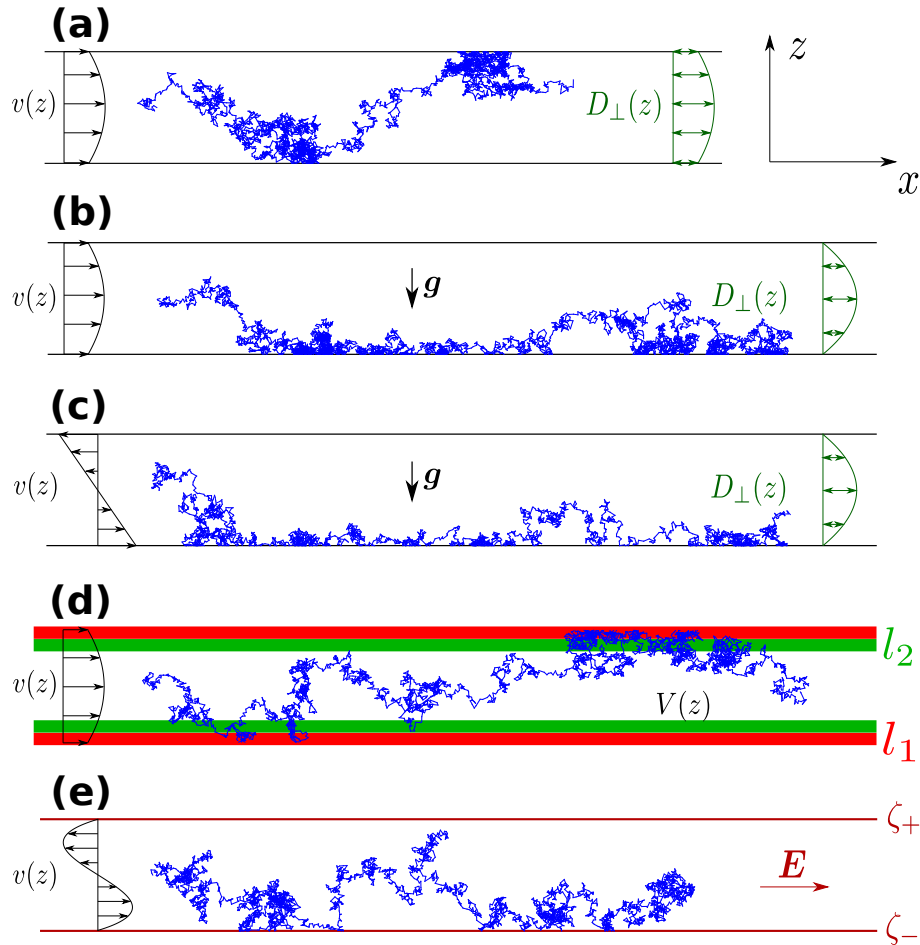 (a)
z
v(z)
D⊥(z)
x
(b)
v(z)
g
D⊥(z)
(c)
v(z)
g
D⊥(z)
(d)
l2
v(z)
V(z)
l1
(e)
ζ+
v(z)
E
ζ−